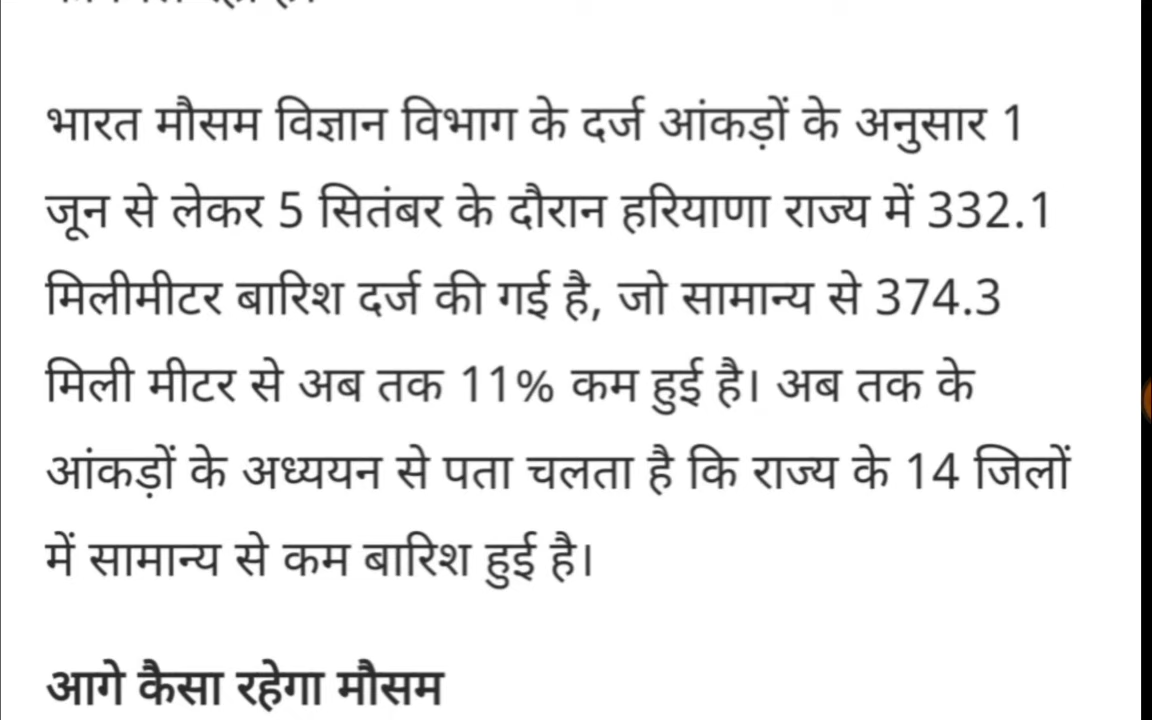 भारत मौसम विज्ञान विभाग के दर्ज आंकड़ों के अनुसार 1
जून से लेकर 5 सितंबर के दौरान हरियाणा राज्य में 332.1
मिलीमीटर बारिश दर्ज की गई है, जो सामान्य से 374.3
मिली मीटर से अब तक 11% कम हुई है। अब तक के
आंकड़ों के अध्ययन से पता चलता है कि राज्य के 14 जिलों
में सामान्य से कम बारिश हुई है।
आगे कैसा रहेगा मौसम